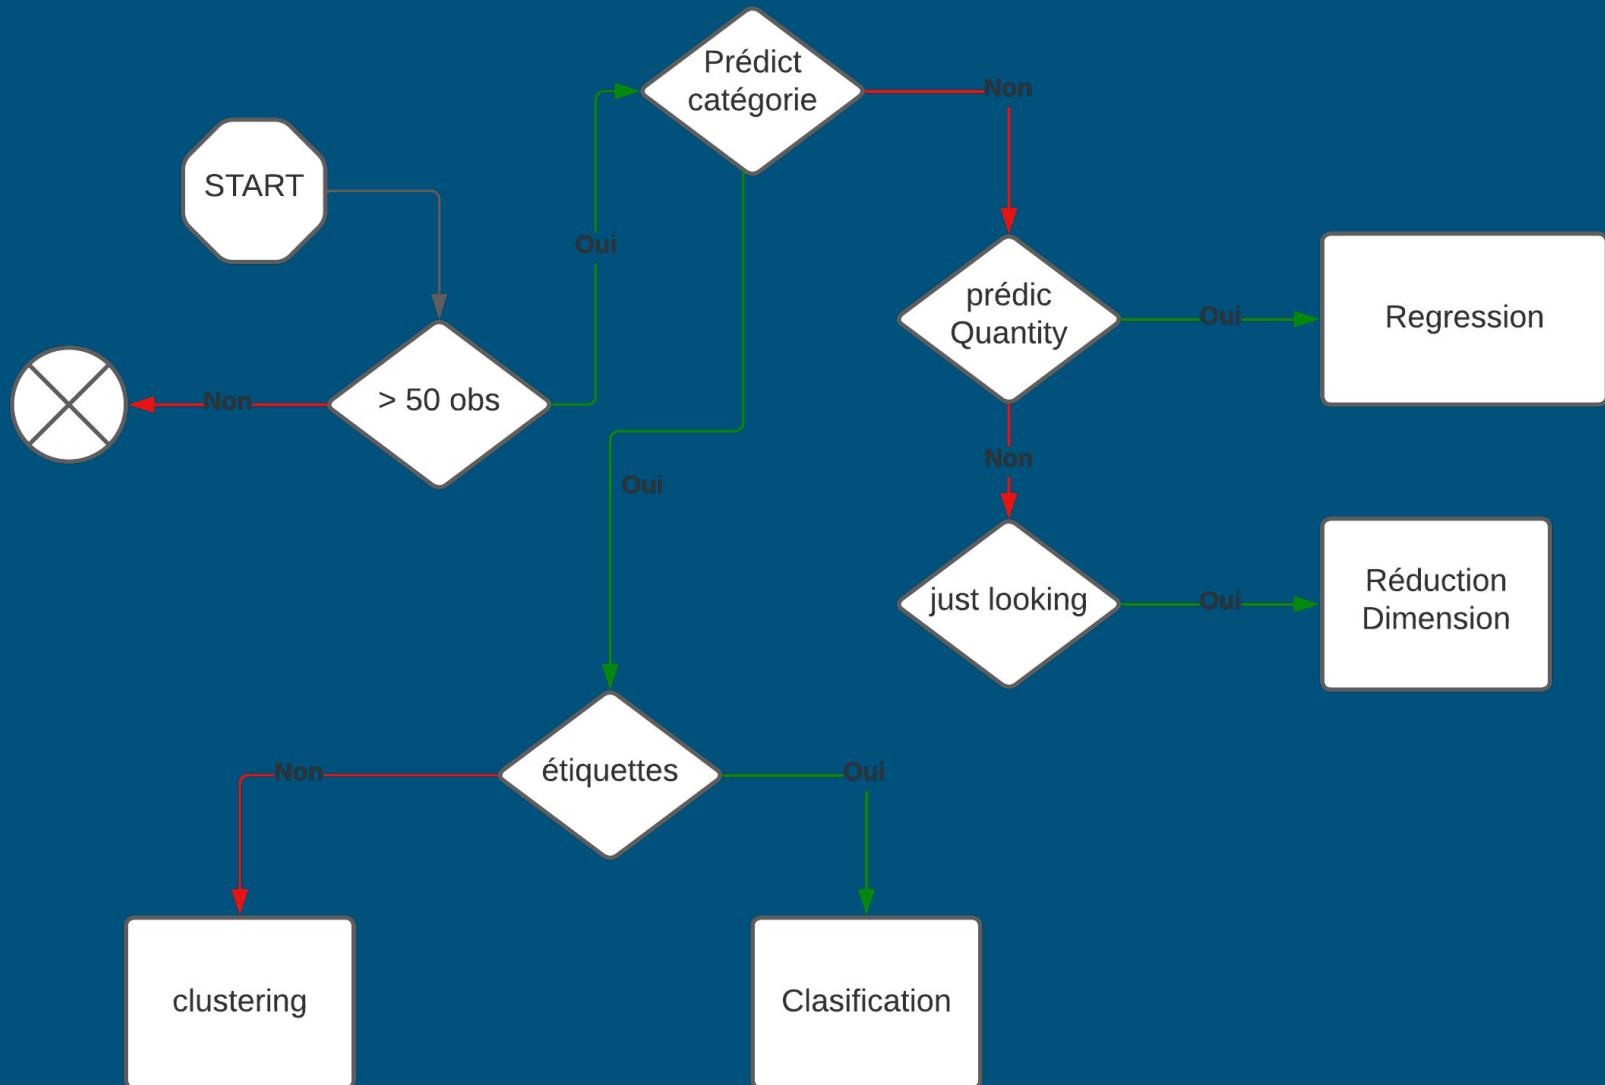 Prédict
catégorie
Non
START
Oui
prédic
Quantity
Oui
Regression
> 50 obs
Non
Non
Oui
just looking
Oui
Réduction
Dimension
étiquettes
Non
Oui
clustering
Clasification